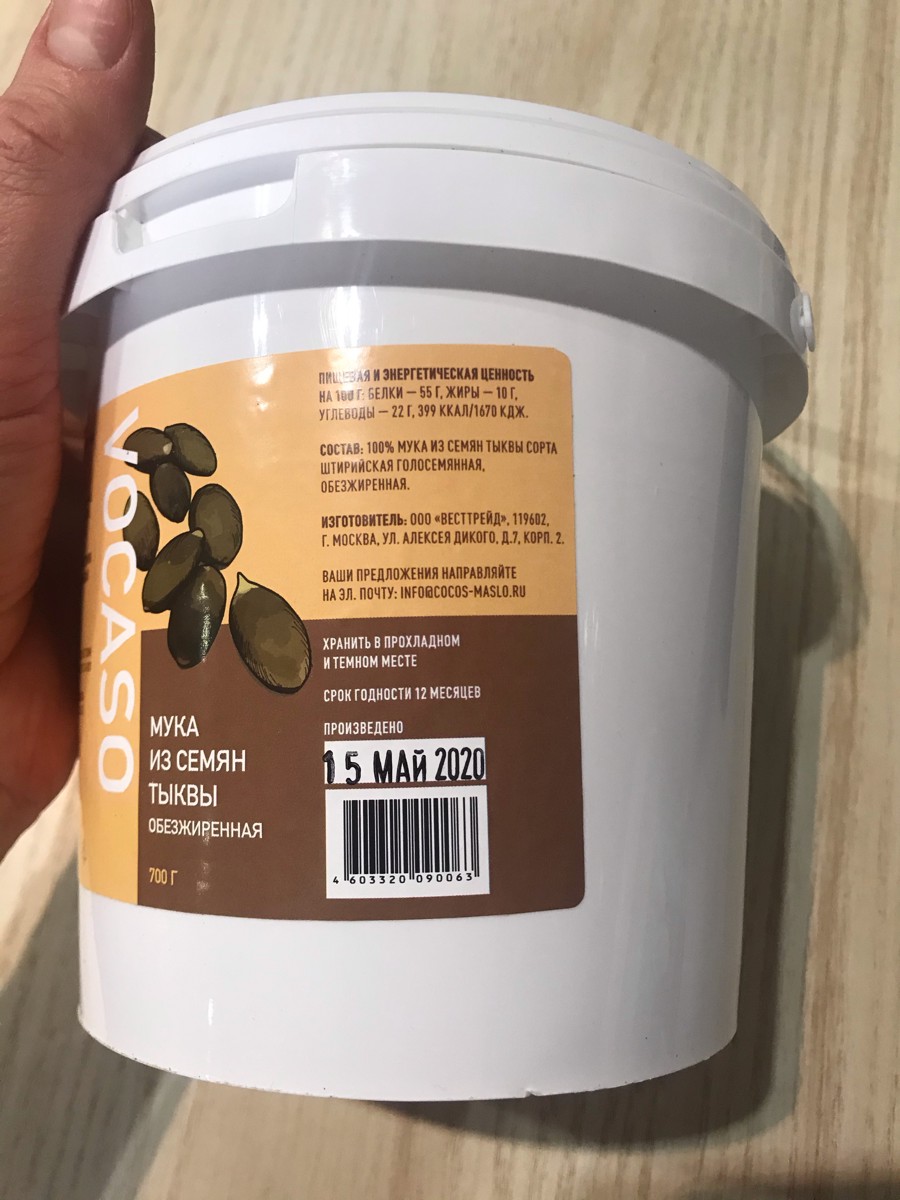 VOCASO
МУКА
ИЗ СЕМЯН
ТЫКВЫ
ОБЕЗЖИРЕННАЯ
700 Г
ПИЩЕВАЯ И ЭНЕРГЕТИЧЕСКАЯ ЦЕННОСТЬ
НА 100 Г: БЕЛКИ — 55 Г, ЖИРЫ — 10 Г,
УГЛЕВОДЫ — 22 Г, 399 ККАЛ/1670 КДЖ.
СОСТАВ: 100% МУКА ИЗ СЕМЯН ТЫКВЫ СОРТА
ШТИРИЙСКАЯ ГОЛОСЕМЯННАЯ,
ОБЕЗЖИРЕННАЯ.
ИЗГОТОВИТЕЛЬ: ООО «ВЕСТТРЕЙД», 119602,
Г. МОСКВА, УЛ. АЛЕКСЕЯ ДИКОГО, Д.7, КОРП. 2.
ВАШИ ПРЕДЛОЖЕНИЯ НАПРАВЛЯЙТЕ
НА ЭЛ. ПОЧТУ: INFO@COCOS-MASLO.RU
ХРАНИТЬ В ПРОХЛАДНОМ
И ТЕМНОМ МЕСТЕ
СРОК ГОДНОСТИ 12 МЕСЯЦЕВ
ПРОИЗВЕДЕНО
15 МАЙ 2020
4 603320 090063